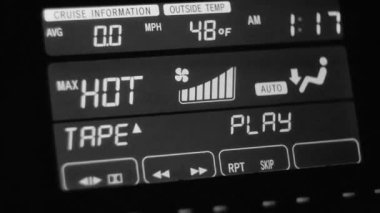 CRUISE INFORMATION OUTSIDE TEMP
AVG 0.0 MPH 48°F AM 1:17
MAX HOT AUTO
TAPE▲ PLAY
◀▶ ◀◀ ▶▶ RPT SKIP